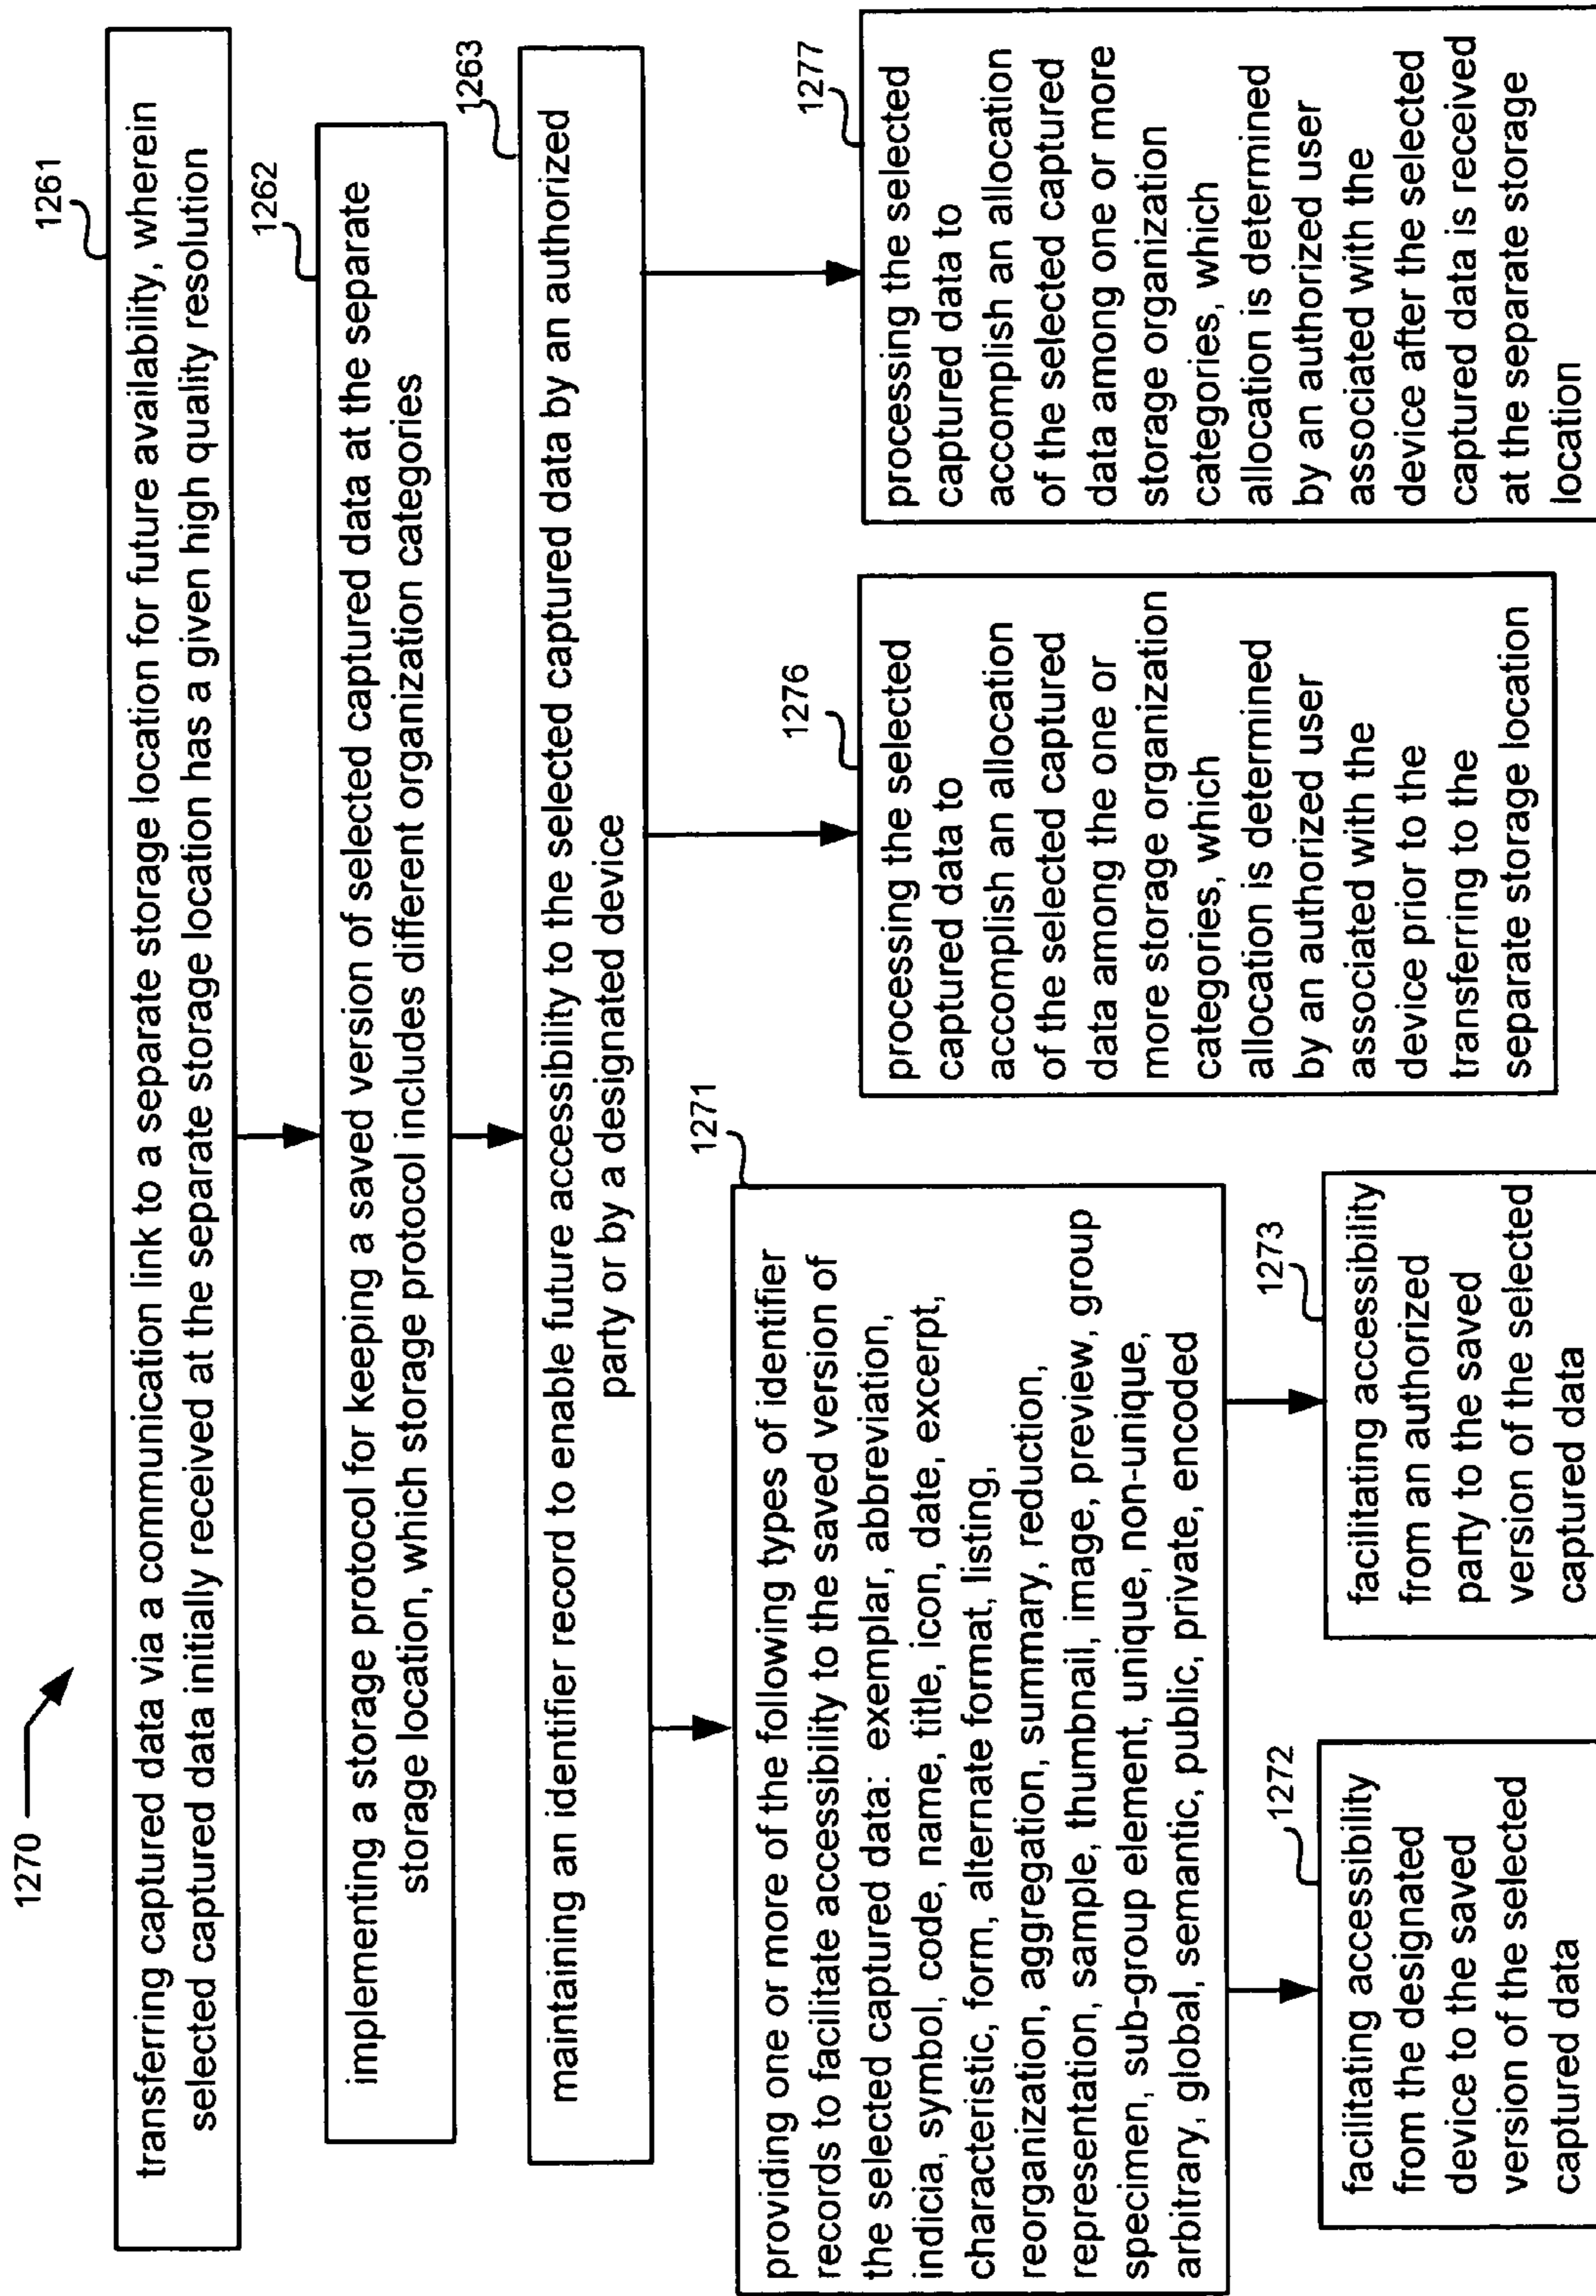 1270
1261
transferring captured data via a communication link to a separate storage location for future availability, wherein
selected captured data initially received at the separate storage location has a given high quality resolution
1262
implementing a storage protocol for keeping a saved version of selected captured data at the separate
storage location, which storage protocol includes different organization categories
1263
maintaining an identifier record to enable future accessibility to the selected captured data by an authorized
party or by a designated device
1271
providing one or more of the following types of identifier
records to facilitate accessibility to the saved version of
the selected captured data: exemplar, abbreviation,
indicia, symbol, code, name, title, icon, date, excerpt,
characteristic, form, alternate format, listing,
reorganization, aggregation, summary, reduction,
representation, sample, thumbnail, image, preview, group
specimen, sub-group element, unique, non-unique,
arbitrary, global, semantic, public, private, encoded
1276
processing the selected
captured data to
accomplish an allocation
of the selected captured
data among the one or
more storage organization
categories, which
allocation is determined
by an authorized user
associated with the
device prior to the
transferring to the
separate storage location
1277
processing the selected
captured data to
accomplish an allocation
of the selected captured
data among one or more
storage organization
categories, which
allocation is determined
by an authorized user
associated with the
device after the selected
captured data is received
at the separate storage
location
1272
facilitating accessibility
from the designated
device to the saved
version of the selected
captured data
1273
facilitating accessibility
from an authorized
party to the saved
version of the selected
captured data